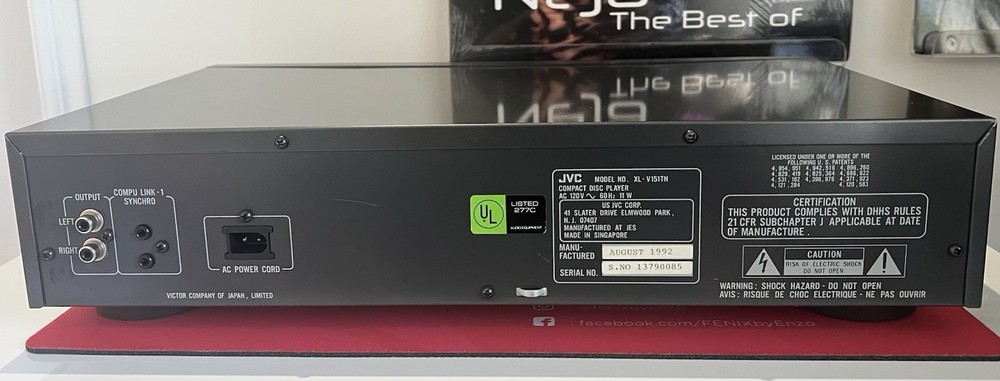 The Best of
OUTPUT
LEFT
RIGHT
COMPU LINK-1
SYNCHRO
AC POWER CORD
VICTOR COMPANY OF JAPAN, LIMITED
UL
LISTED
277C
AUDIO EQUIPMENT
JVC MODEL NO. XL-V151TN
COMPACT DISC PLAYER
AC 120V ∿ 60Hz 11W
US JVC CORP.
41 SLATER DRIVE ELMWOOD PARK,
N.J. 07407
MANUFACTURED AT JES
MADE IN SINGAPORE
MANU-
FACTURED AUGUST 1992
SERIAL NO. S.NO 13790085
LICENSED UNDER ONE OR MORE OF THE
FOLLOWING U.S. PATENTS
CERTIFICATION
THIS PRODUCT COMPLIES WITH DHHS RULES
21 CFR SUBCHAPTER J APPLICABLE AT DATE
OF MANUFACTURE.
CAUTION
RISK OF ELECTRIC SHOCK
DO NOT OPEN
WARNING : SHOCK HAZARD - DO NOT OPEN
AVIS : RISQUE DE CHOC ELECTRIQUE - NE PAS OUVRIR
: facebook.com/FENIXbyEnzo